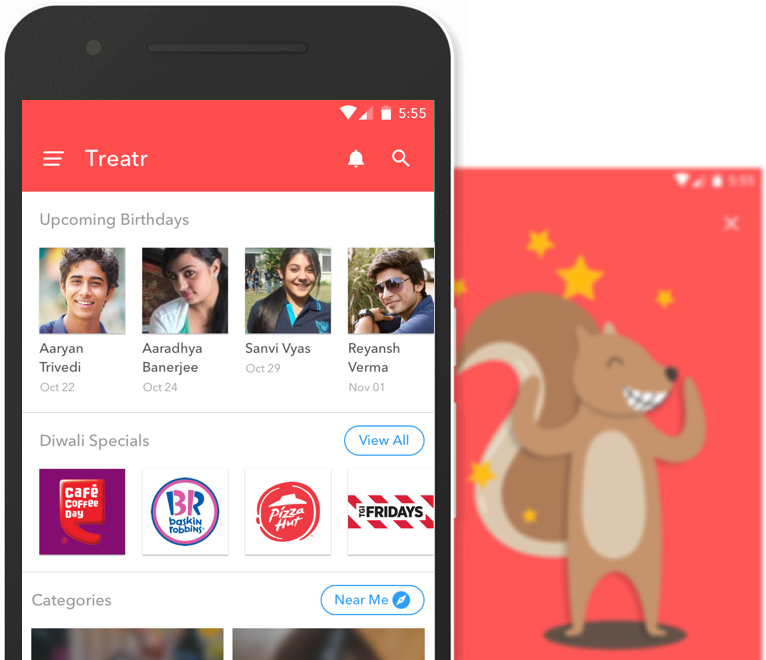 5:55
Treatr
5:55
Upcoming Birthdays
Aaryan
Trivedi
Oct 22
Aaradhya
Banerjee
Oct 24
Sanvi Vyas
Oct 29
Reyansh
Verma
Nov 01
Diwali Specials
View All
Café
Coffee
Day
BR
baskin
robbins
Pizza
Hut
TGI FRIDAYS
Categories
Near Me